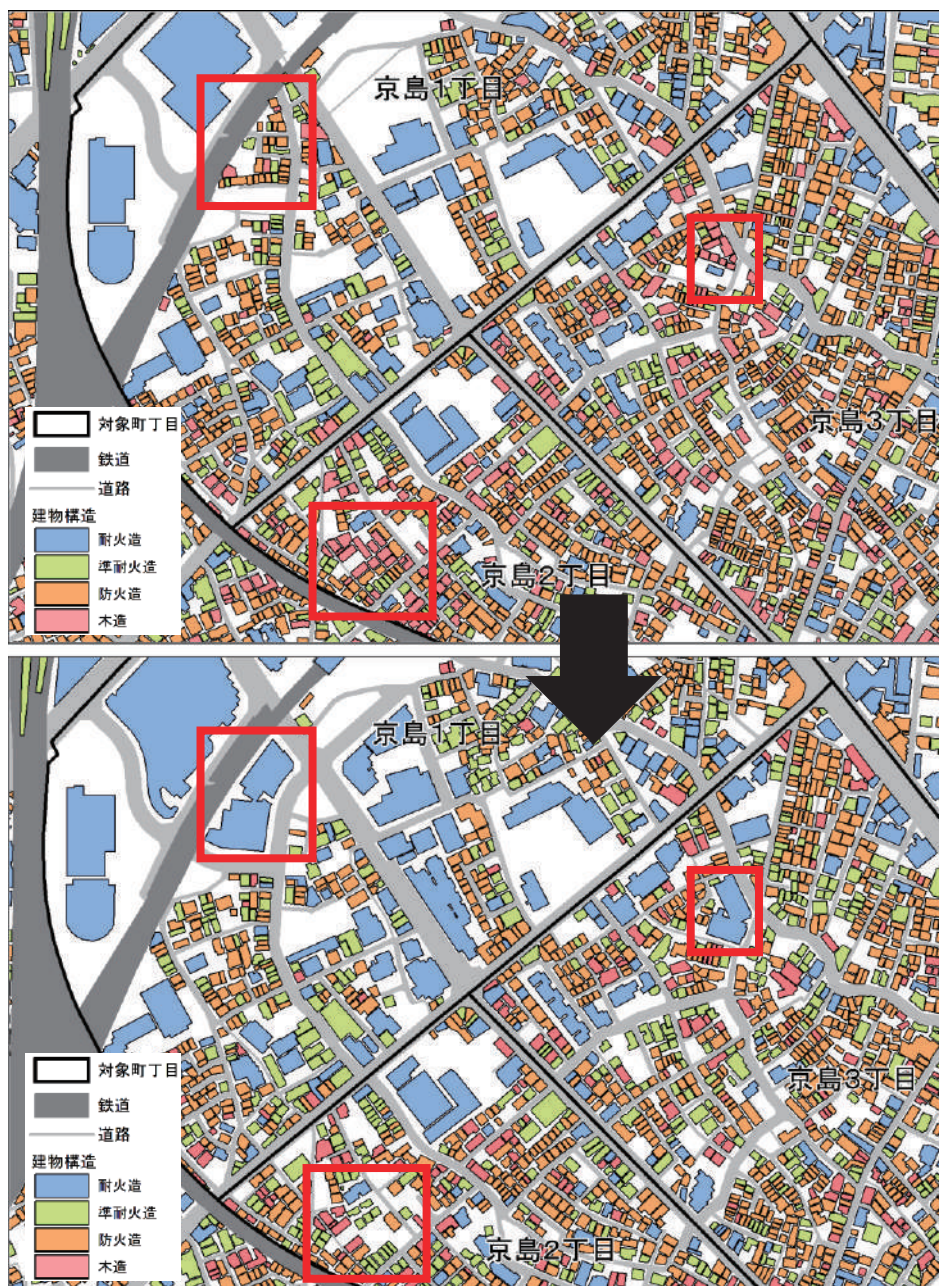 京島1丁目
京島3丁目
京島2丁目
対象町丁目
鉄道
道路
建物構造
耐火造
準耐火造
防火造
木造
京島1丁目
京島3丁目
京島2丁目
対象町丁目
鉄道
道路
建物構造
耐火造
準耐火造
防火造
木造